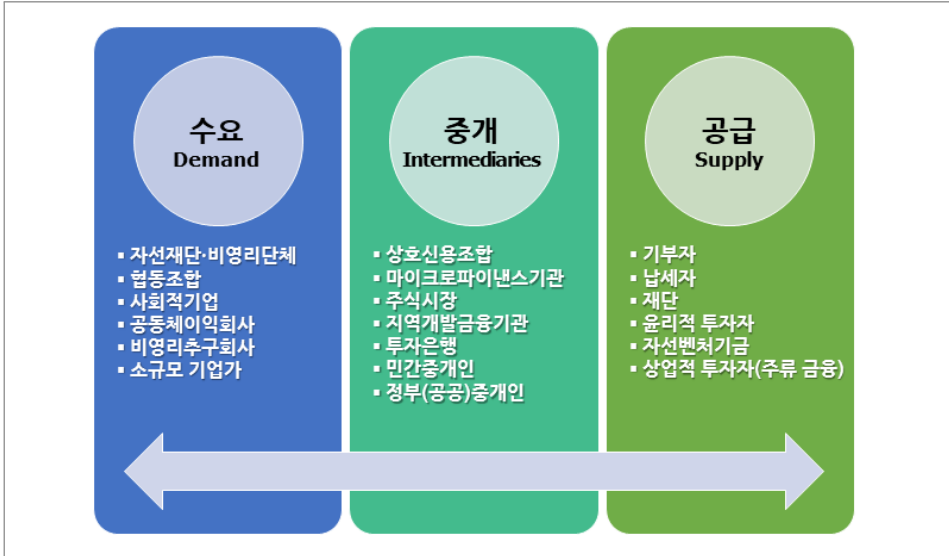 수요
Demand
▪ 자선재단·비영리단체
▪ 협동조합
▪ 사회적기업
▪ 공동체이익회사
▪ 비영리추구회사
▪ 소규모 기업가
중개
Intermediaries
▪ 상호신용조합
▪ 마이크로파이낸스기관
▪ 주식시장
▪ 지역개발금융기관
▪ 투자은행
▪ 민간중개인
▪ 정부(공공)중개인
공급
Supply
▪ 기부자
▪ 납세자
▪ 재단
▪ 윤리적 투자자
▪ 자선벤처기금
▪ 상업적 투자자(주류 금융)